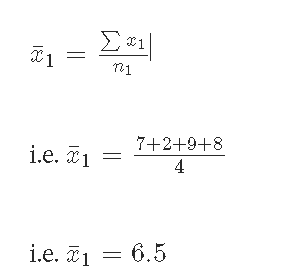 x̄₁ = ∑ x₁| / n₁
i.e. x̄₁ = 7+2+9+8 / 4
i.e. x̄₁ = 6.5